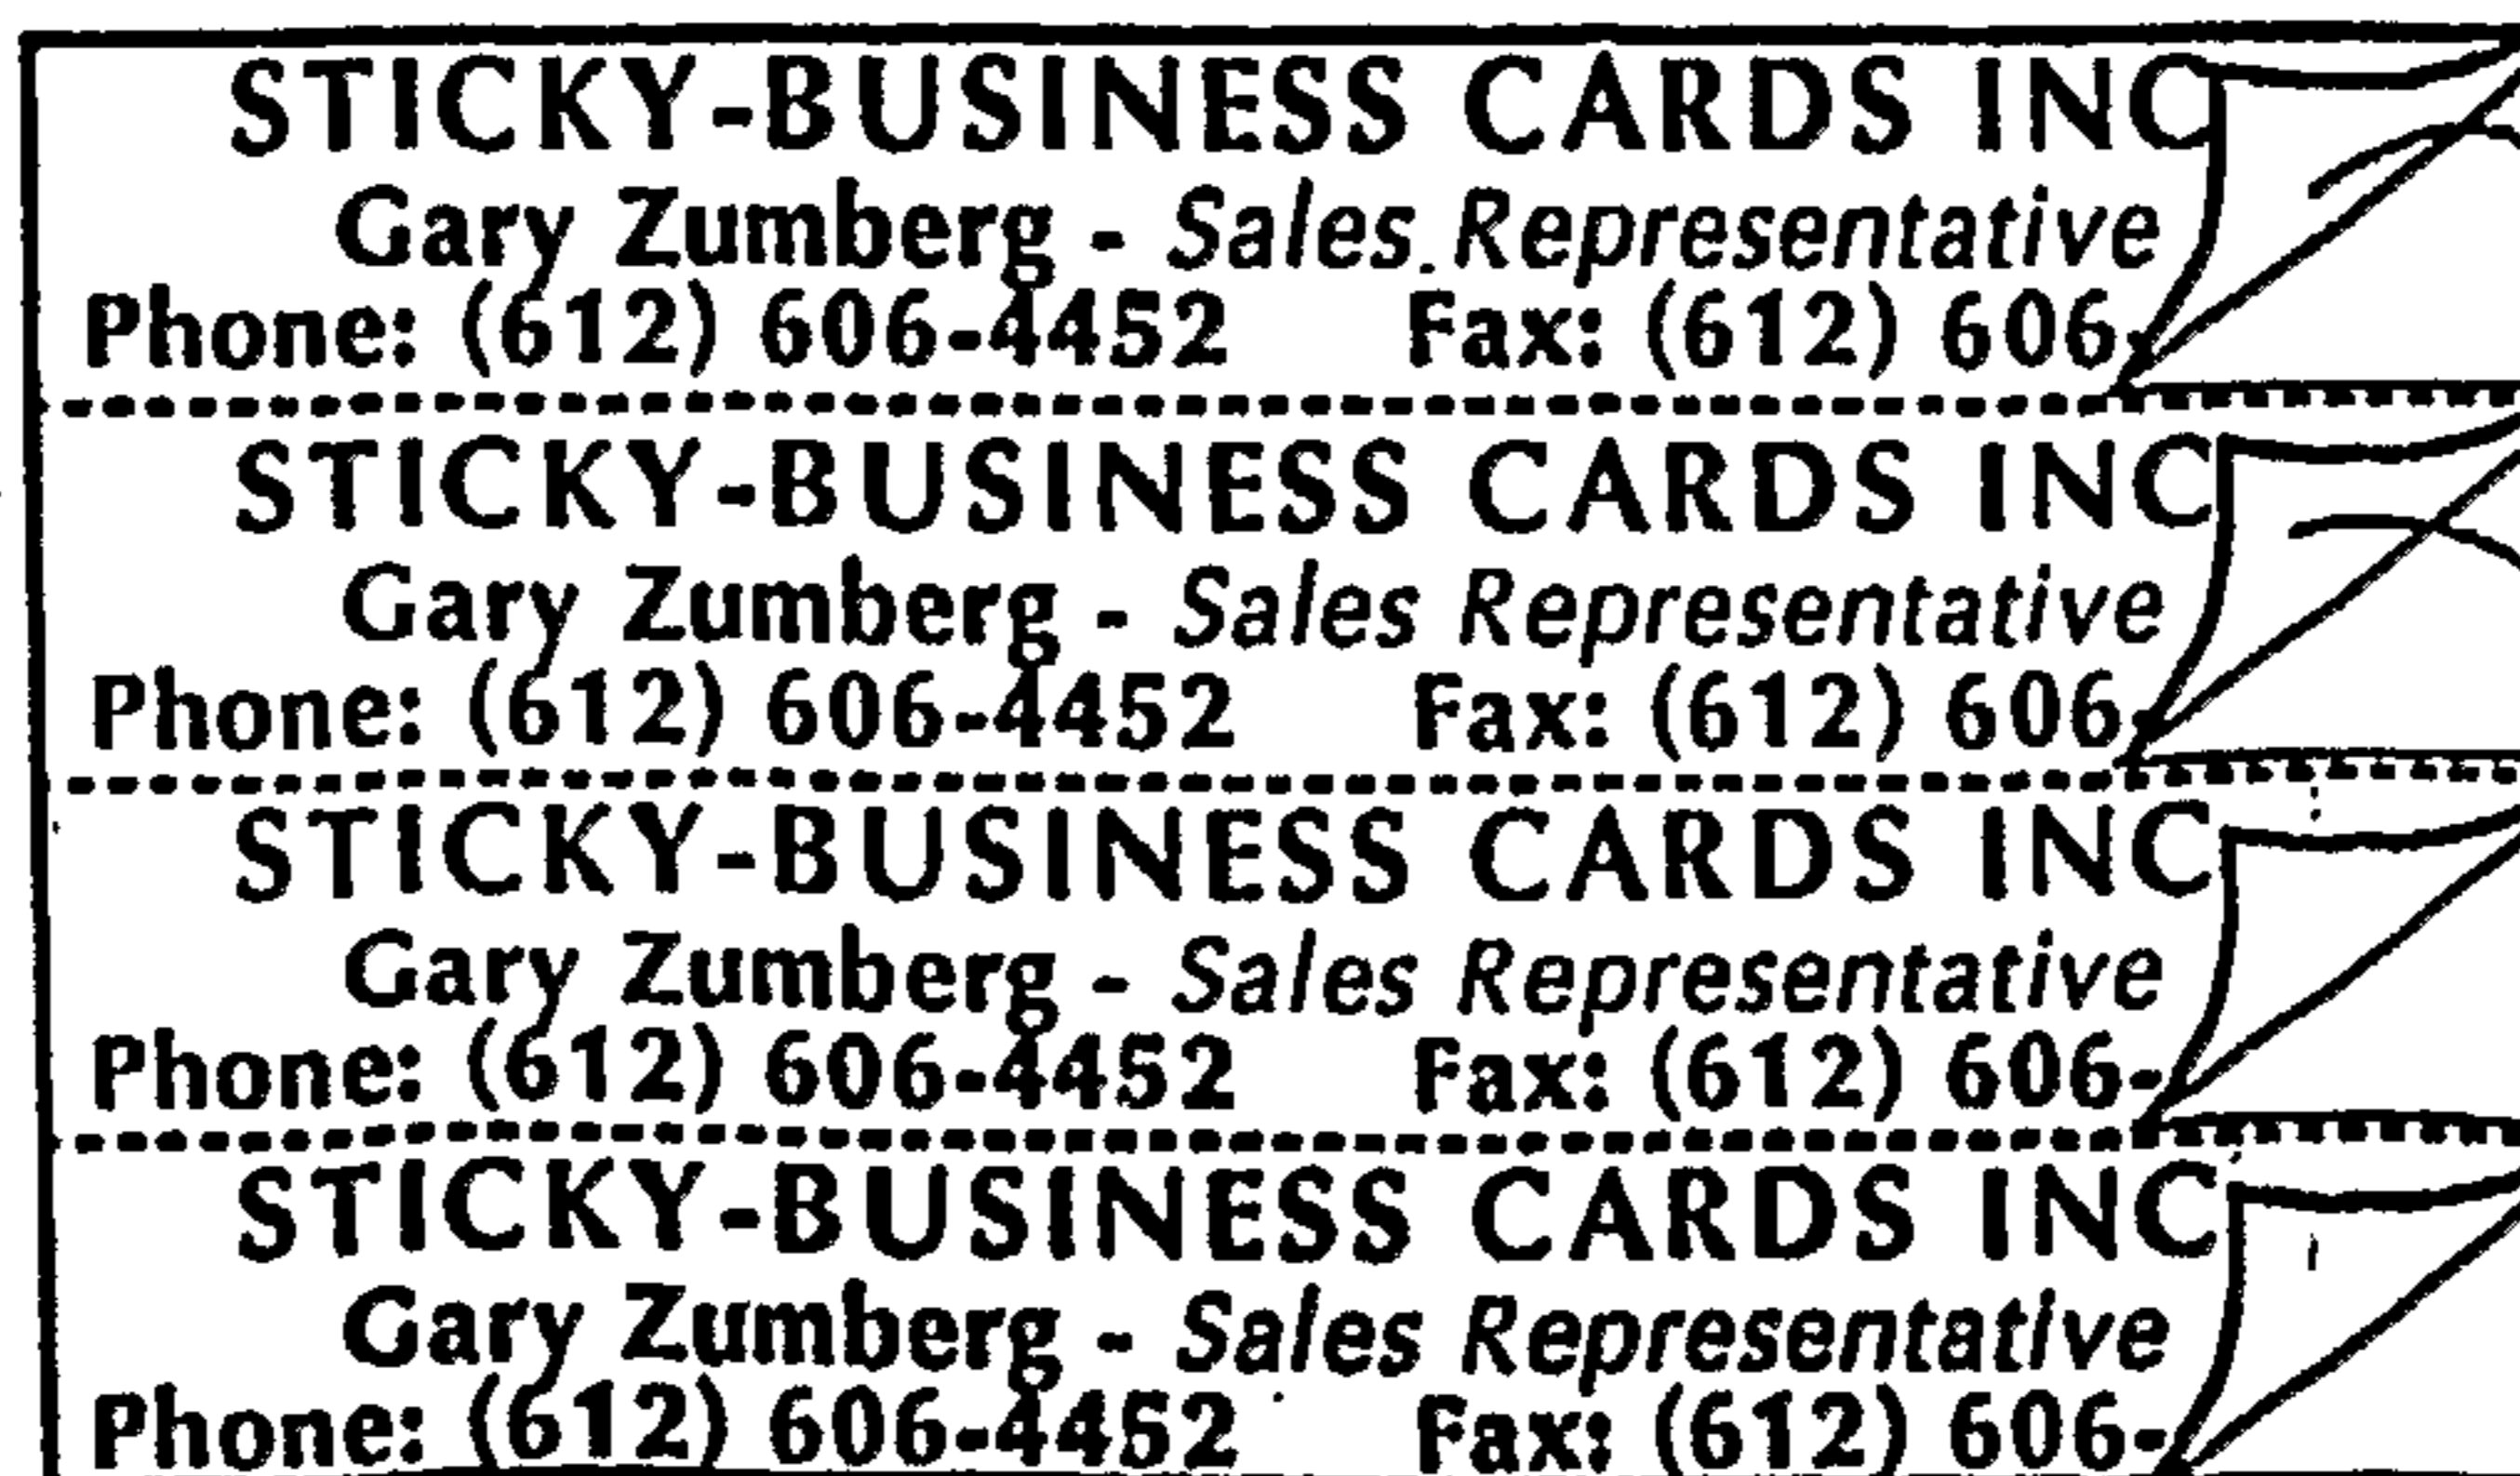 STICKY-BUSINESS CARDS INC
Gary Zumberg - Sales Representative
Phone: (612) 606-4452 Fax: (612) 606-
STICKY-BUSINESS CARDS INC
Gary Zumberg - Sales Representative
Phone: (612) 606-4452 Fax: (612) 606-
STICKY-BUSINESS CARDS INC
Gary Zumberg - Sales Representative
Phone: (612) 606-4452 Fax: (612) 606-
STICKY-BUSINESS CARDS INC
Gary Zumberg - Sales Representative
Phone: (612) 606-4452 Fax: (612) 606-